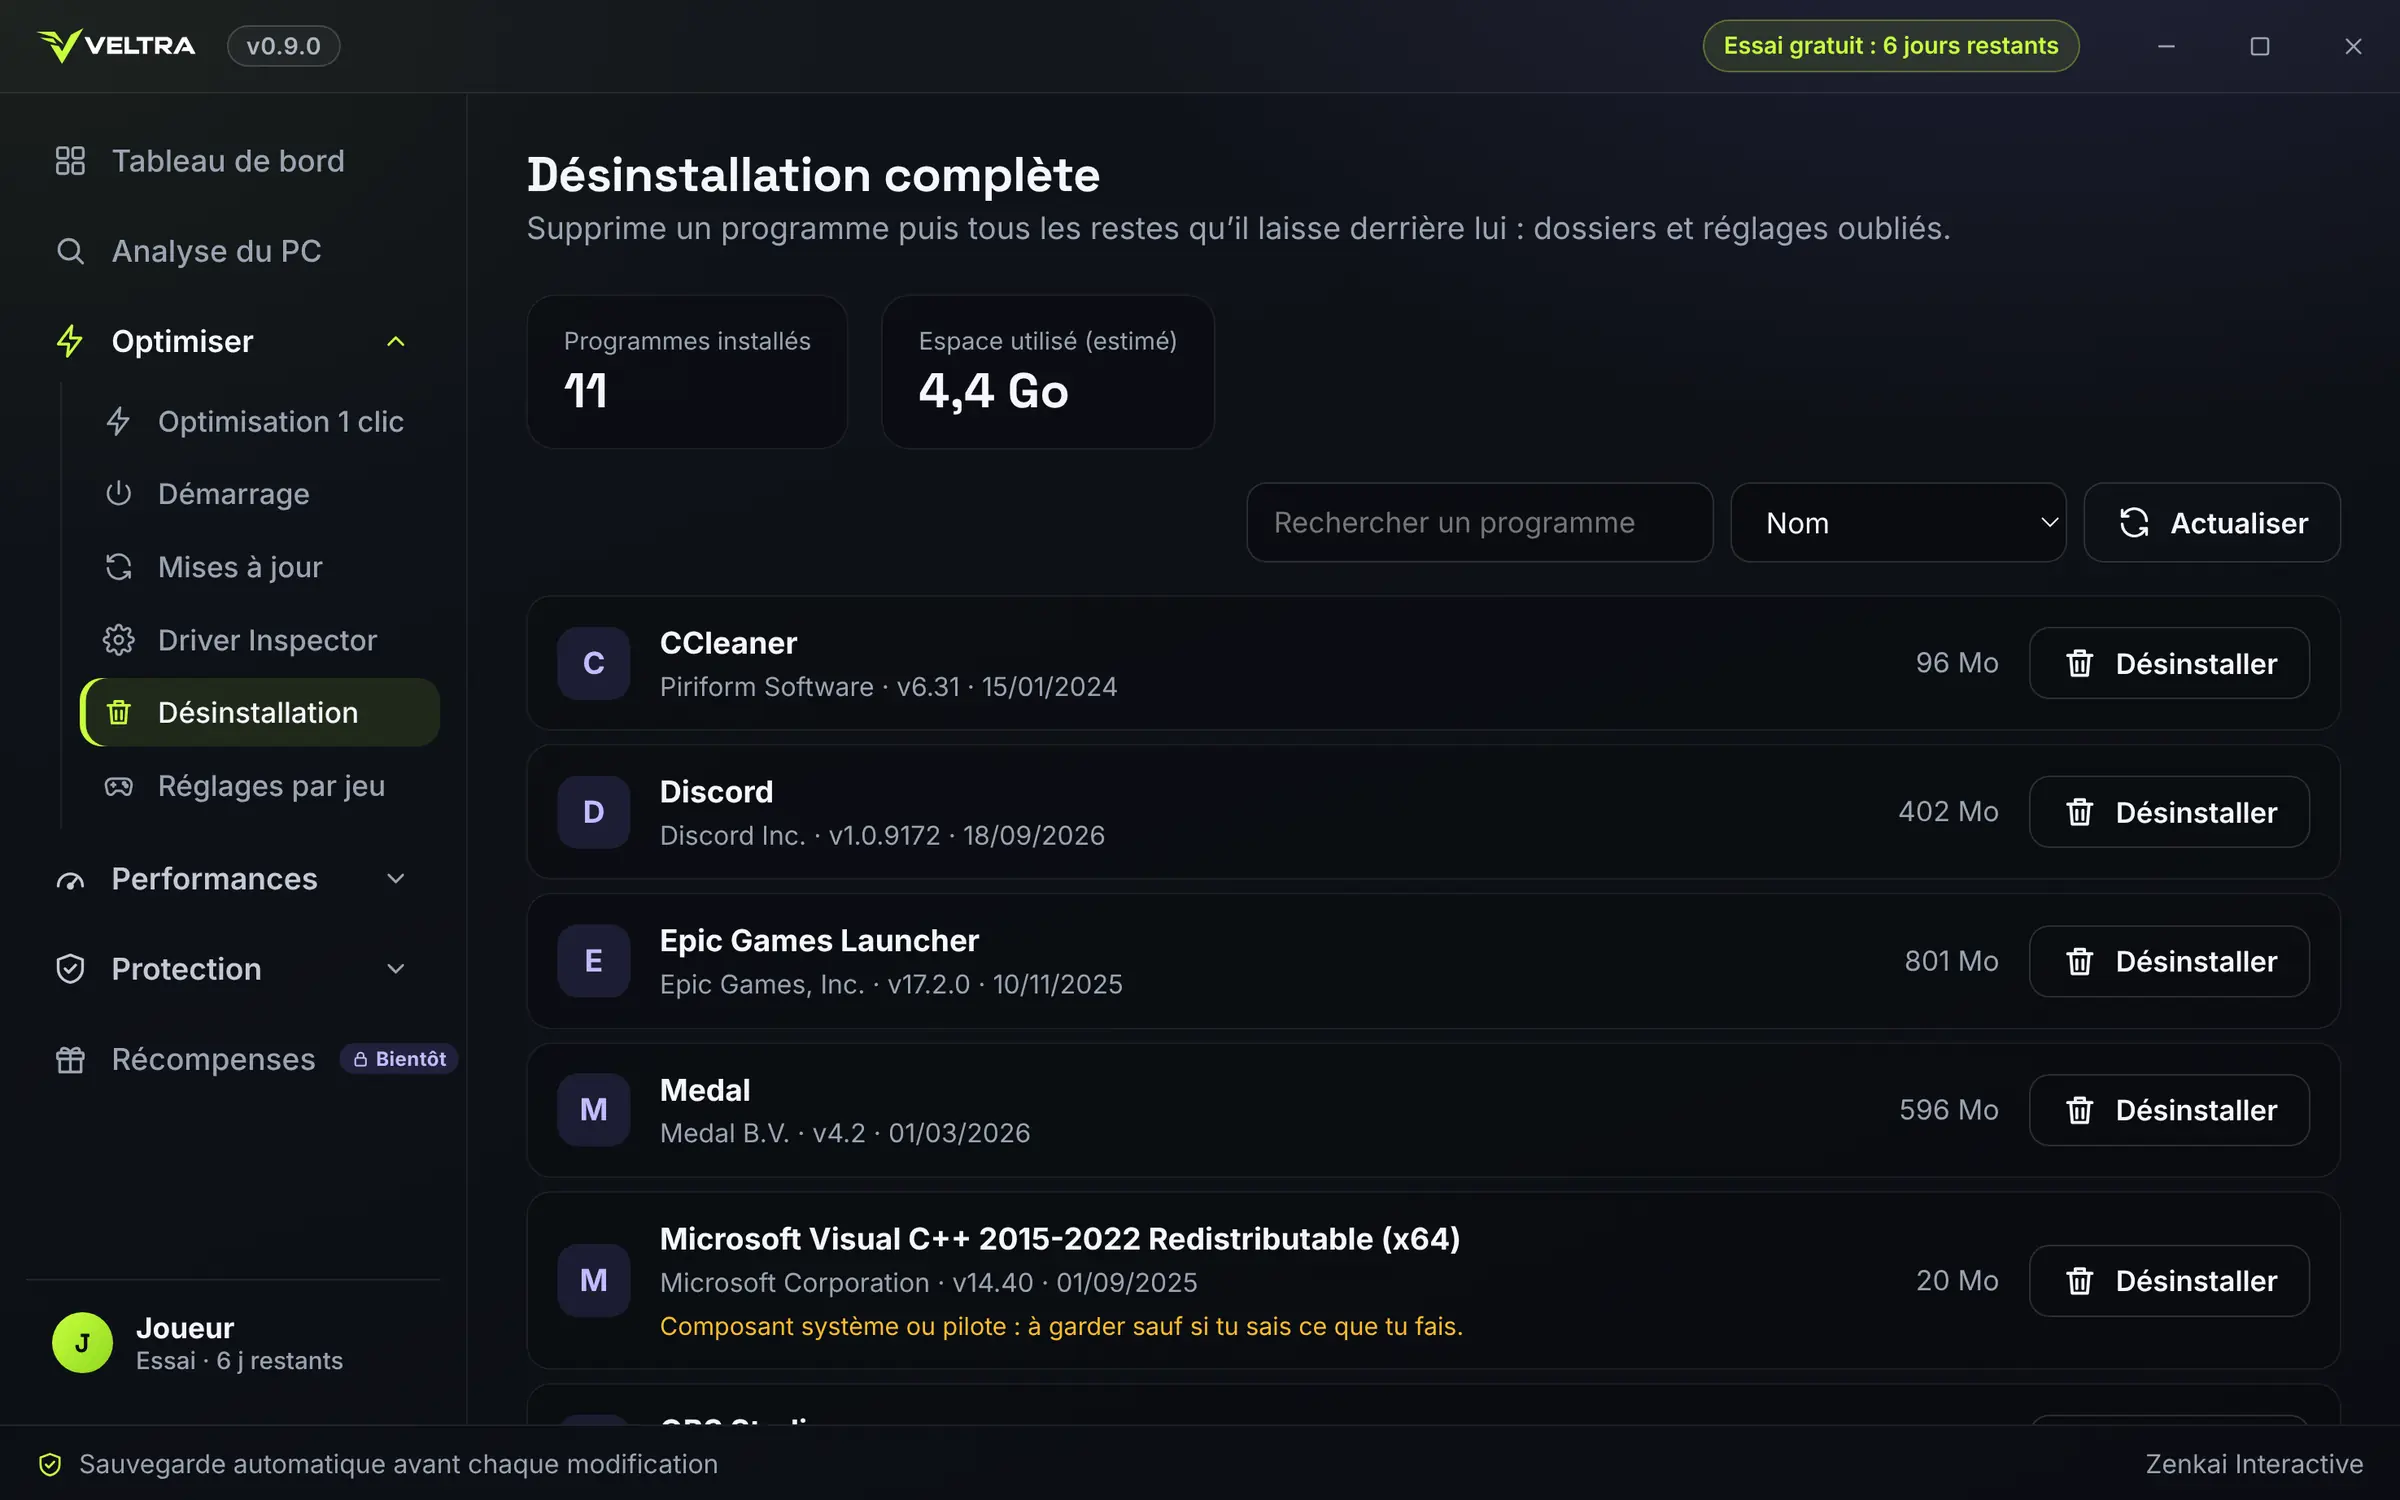 VELTRA
v0.9.0
Essai gratuit : 6 jours restants
Tableau de bord
Analyse du PC
Optimiser
Optimisation 1 clic
Démarrage
Mises à jour
Driver Inspector
Désinstallation
Réglages par jeu
Performances
Protection
Récompenses
Bientôt
J
Joueur
Essai · 6 j restants
Désinstallation complète
Supprime un programme puis tous les restes qu’il laisse derrière lui : dossiers et réglages oubliés.
Programmes installés
11
Espace utilisé (estimé)
4,4 Go
Rechercher un programme
Nom
Actualiser
C
CCleaner
Piriform Software · v6.31 · 15/01/2024
96 Mo
Désinstaller
D
Discord
Discord Inc. · v1.0.9172 · 18/09/2026
402 Mo
Désinstaller
E
Epic Games Launcher
Epic Games, Inc. · v17.2.0 · 10/11/2025
801 Mo
Désinstaller
M
Medal
Medal B.V. · v4.2 · 01/03/2026
596 Mo
Désinstaller
M
Microsoft Visual C++ 2015-2022 Redistributable (x64)
Microsoft Corporation · v14.40 · 01/09/2025
Composant système ou pilote : à garder sauf si tu sais ce que tu fais.
20 Mo
Désinstaller
Sauvegarde automatique avant chaque modification
Zenkai Interactive